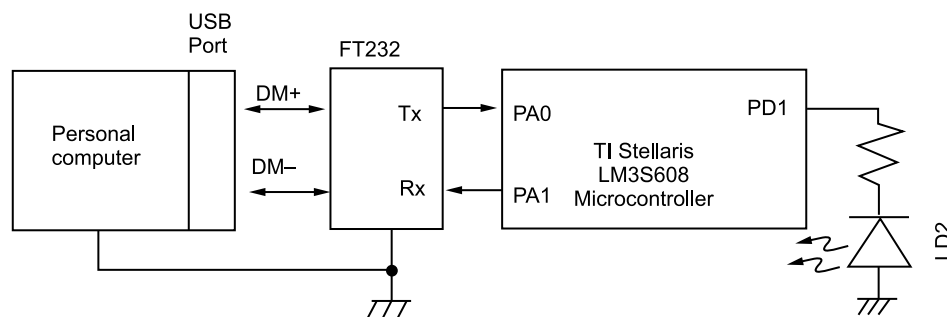 USB
Port
FT232
DM+
Tx
PA0
PD1
Personal
computer
TI Stellaris
LM3S608
Microcontroller
DM–
Rx
PA1
LD2